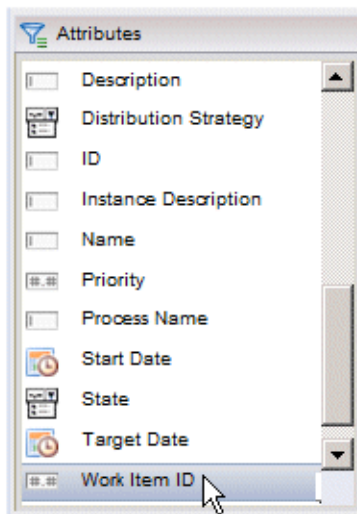 Attributes
Description
Distribution Strategy
ID
Instance Description
Name
#.# Priority
Process Name
Start Date
State
Target Date
#.# Work Item ID